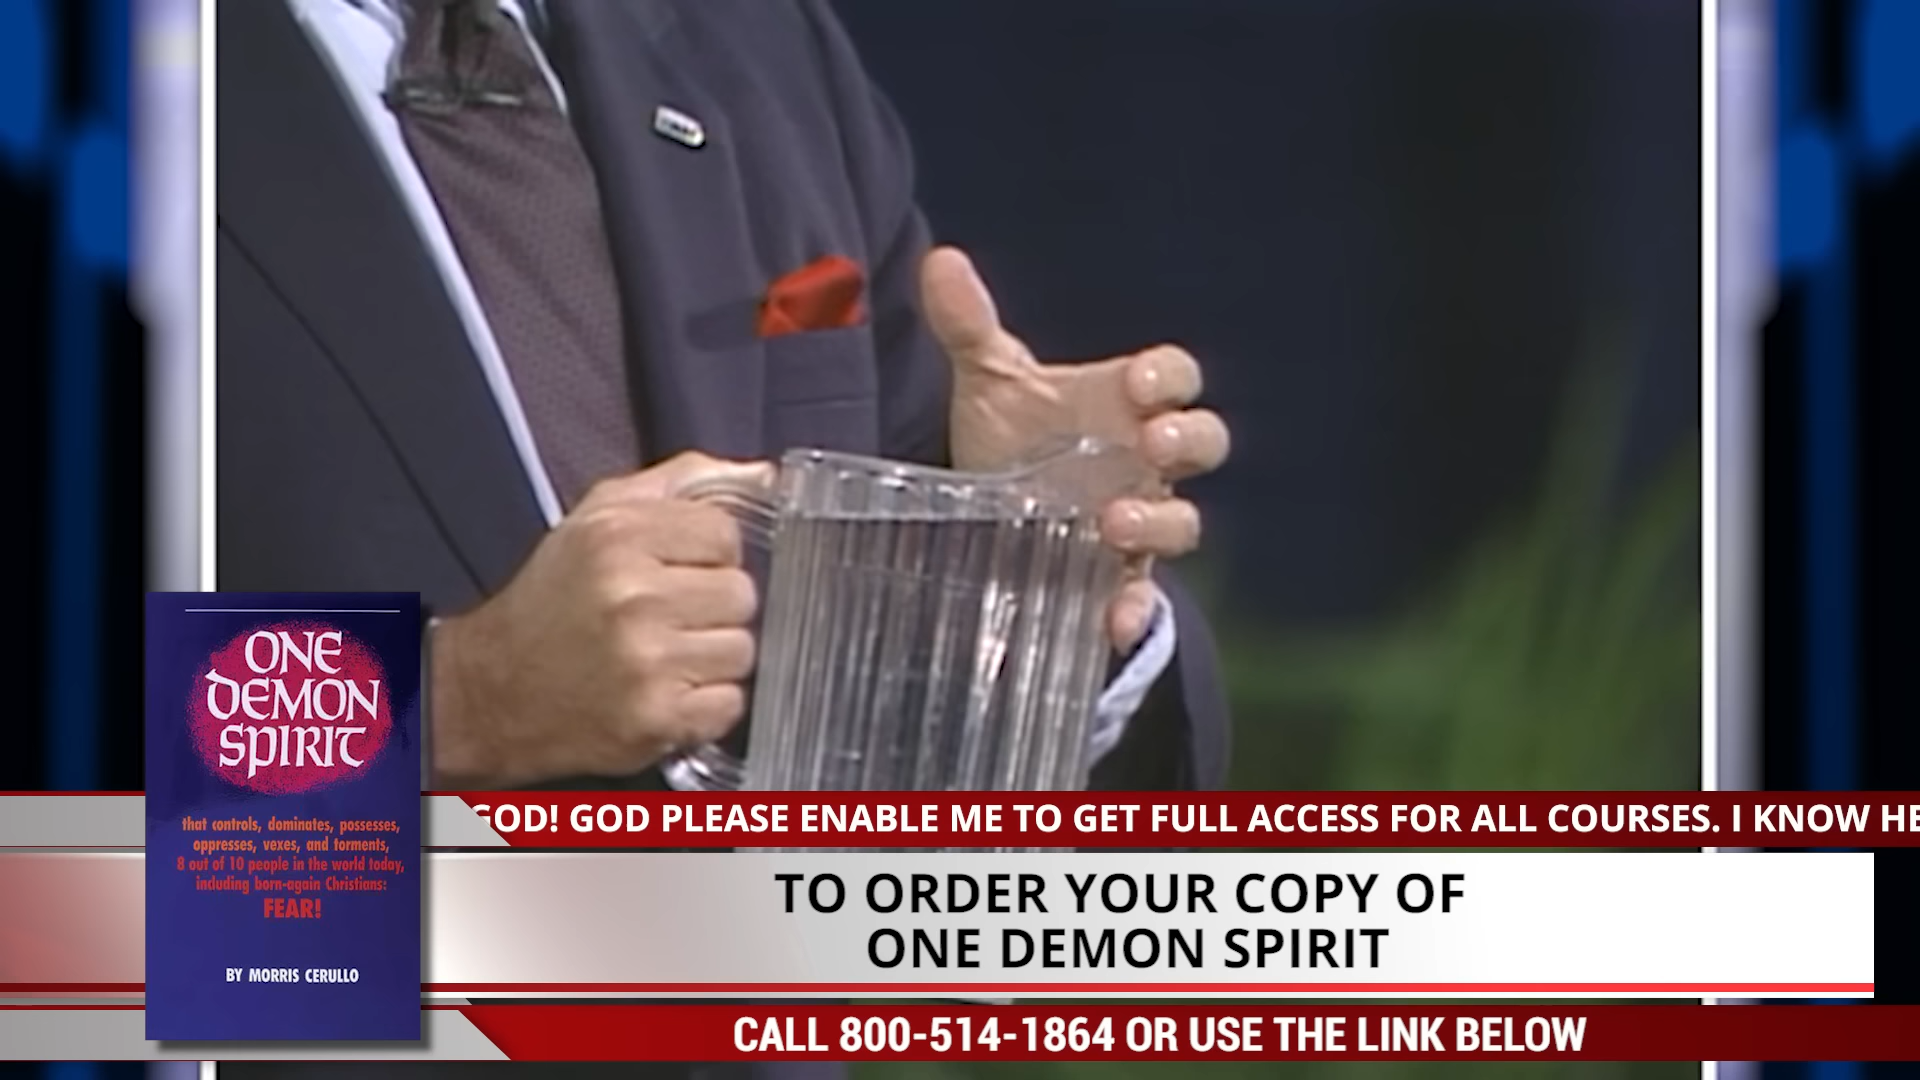 ONE
DEMON
SPIRIT
that controls, dominates, possesses,
oppresses, vexes, and torments,
8 out of 10 people in the world today,
including born-again Christians:
FEAR!
BY MORRIS CERULLO
GOD! GOD PLEASE ENABLE ME TO GET FULL ACCESS FOR ALL COURSES. I KNOW HE
TO ORDER YOUR COPY OF
ONE DEMON SPIRIT
CALL 800-514-1864 OR USE THE LINK BELOW